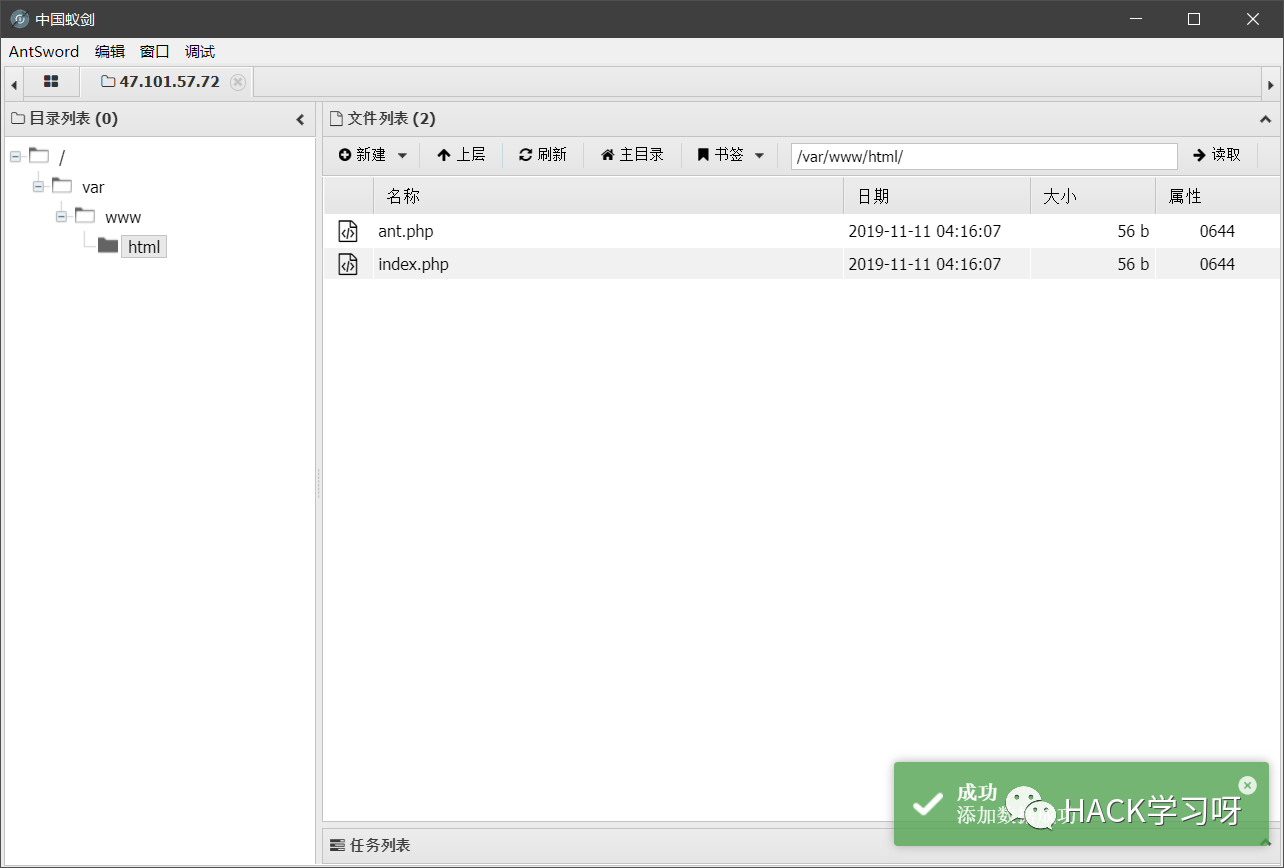 中国蚁剑
AntSword 编辑 窗口 调试
47.101.57.72
目录列表 (0)
文件列表 (2)
新建 上层 刷新 主目录 书签 /var/www/html/ 读取
名称 日期 大小 属性
/
var
www
html
ant.php 2019-11-11 04:16:07 56 b 0644
index.php 2019-11-11 04:16:07 56 b 0644
成功
添加数据成功
HACK学习呀
任务列表